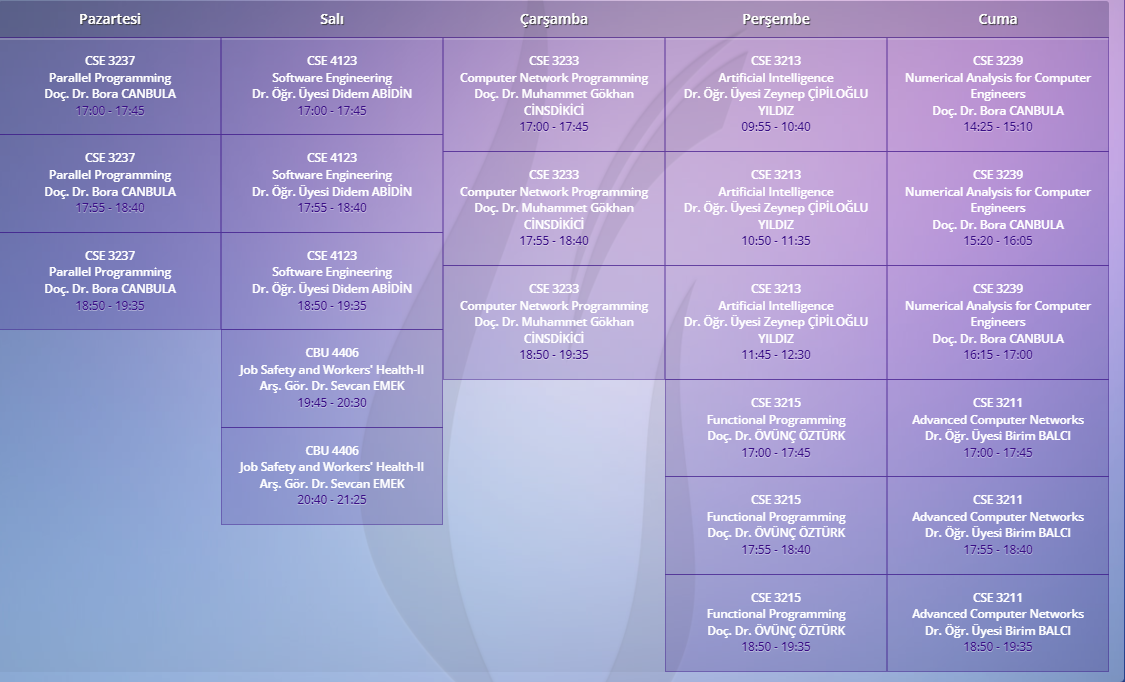 Pazartesi
Salı
Çarşamba
Perşembe
Cuma
CSE 3237
Parallel Programming
Doç. Dr. Bora CANBULA
17:00 - 17:45
CSE 3237
Parallel Programming
Doç. Dr. Bora CANBULA
17:55 - 18:40
CSE 3237
Parallel Programming
Doç. Dr. Bora CANBULA
18:50 - 19:35
CSE 4123
Software Engineering
Dr. Öğr. Üyesi Didem ABİDİN
17:00 - 17:45
CSE 4123
Software Engineering
Dr. Öğr. Üyesi Didem ABİDİN
17:55 - 18:40
CSE 4123
Software Engineering
Dr. Öğr. Üyesi Didem ABİDİN
18:50 - 19:35
CBU 4406
Job Safety and Workers' Health-II
Arş. Gör. Dr. Sevcan EMEK
19:45 - 20:30
CBU 4406
Job Safety and Workers' Health-II
Arş. Gör. Dr. Sevcan EMEK
20:40 - 21:25
CSE 3233
Computer Network Programming
Doç. Dr. Muhammet Gökhan
CİNSDİKİCİ
17:00 - 17:45
CSE 3233
Computer Network Programming
Doç. Dr. Muhammet Gökhan
CİNSDİKİCİ
17:55 - 18:40
CSE 3233
Computer Network Programming
Doç. Dr. Muhammet Gökhan
CİNSDİKİCİ
18:50 - 19:35
CSE 3213
Artificial Intelligence
Dr. Öğr. Üyesi Zeynep ÇİPİLOĞLU
YILDIZ
09:55 - 10:40
CSE 3213
Artificial Intelligence
Dr. Öğr. Üyesi Zeynep ÇİPİLOĞLU
YILDIZ
10:50 - 11:35
CSE 3213
Artificial Intelligence
Dr. Öğr. Üyesi Zeynep ÇİPİLOĞLU
YILDIZ
11:45 - 12:30
CSE 3215
Functional Programming
Doç. Dr. ÖVÜNÇ ÖZTÜRK
17:00 - 17:45
CSE 3215
Functional Programming
Doç. Dr. ÖVÜNÇ ÖZTÜRK
17:55 - 18:40
CSE 3215
Functional Programming
Doç. Dr. ÖVÜNÇ ÖZTÜRK
18:50 - 19:35
CSE 3239
Numerical Analysis for Computer
Engineers
Doç. Dr. Bora CANBULA
14:25 - 15:10
CSE 3239
Numerical Analysis for Computer
Engineers
Doç. Dr. Bora CANBULA
15:20 - 16:05
CSE 3239
Numerical Analysis for Computer
Engineers
Doç. Dr. Bora CANBULA
16:15 - 17:00
CSE 3211
Advanced Computer Networks
Dr. Öğr. Üyesi Birim BALCI
17:00 - 17:45
CSE 3211
Advanced Computer Networks
Dr. Öğr. Üyesi Birim BALCI
17:55 - 18:40
CSE 3211
Advanced Computer Networks
Dr. Öğr. Üyesi Birim BALCI
18:50 - 19:35